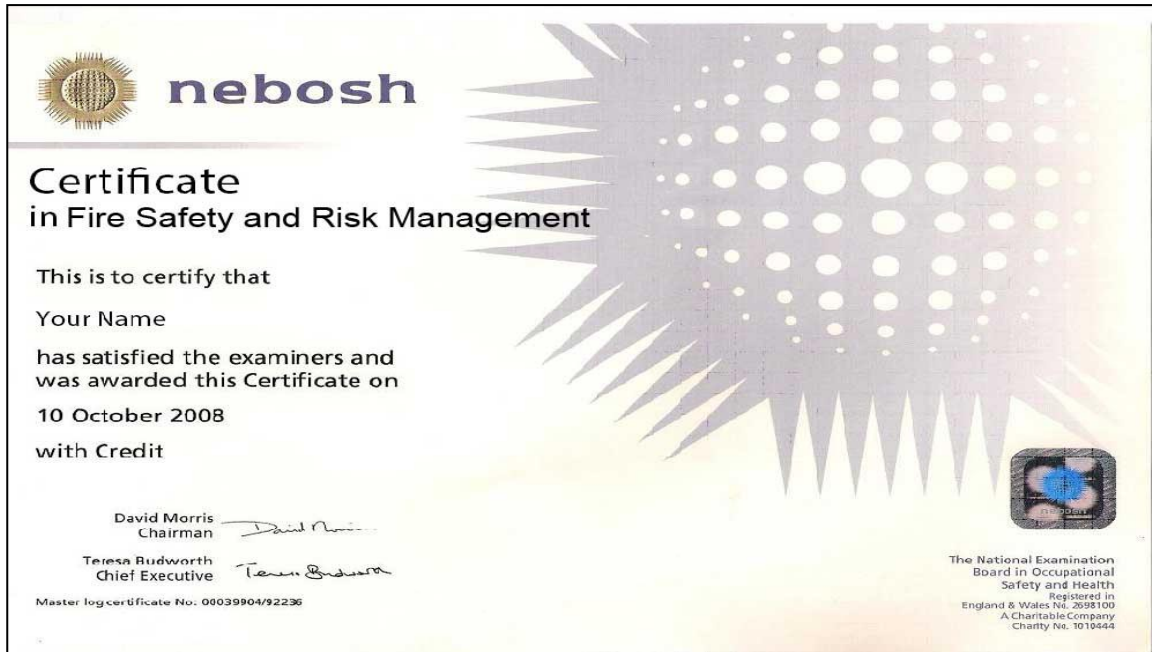 nebosh
Certificate
in Fire Safety and Risk Management
This is to certify that
Your Name
has satisfied the examiners and
was awarded this Certificate on
10 October 2008
with Credit
David Morris
Chairman
Teresa Budworth
Chief Executive
Master log certificate No: 00039904/92236
nebosh
The National Examination
Board in Occupational
Safety and Health
Registered in
England & Wales No. 2698100
A Charitable Company
Charity No. 1010444